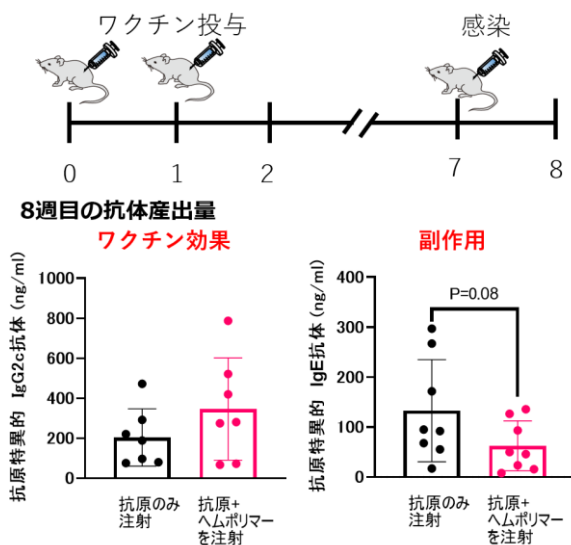 ワクチン投与
感染
0
1
2
7
8
8週目の抗体産出量
ワクチン効果
副作用
抗原特異的 IgG2c抗体 (ng/ml)
1000
800
600
400
200
0
抗原のみ
注射
抗原+
ヘムポリマー
を注射
抗原特異的 IgE抗体 (ng/ml)
400
300
200
100
0
P=0.08
抗原のみ
注射
抗原+
ヘムポリマー
を注射